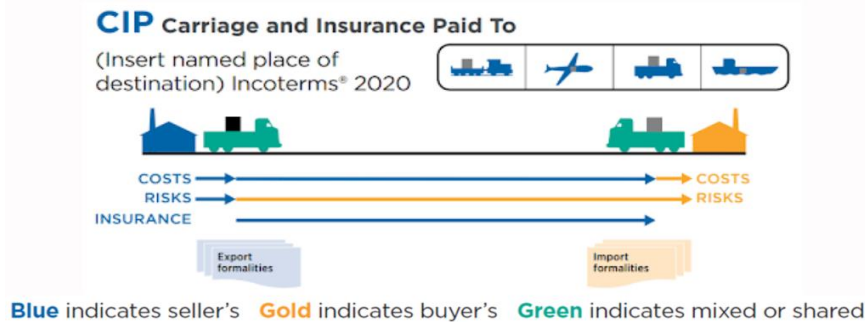 CIP Carriage and Insurance Paid To
(Insert named place of
destination) Incoterms® 2020
COSTS COSTS
RISKS RISKS
INSURANCE
Export
formalities
Import
formalities
Blue indicates seller's Gold indicates buyer's Green indicates mixed or shared